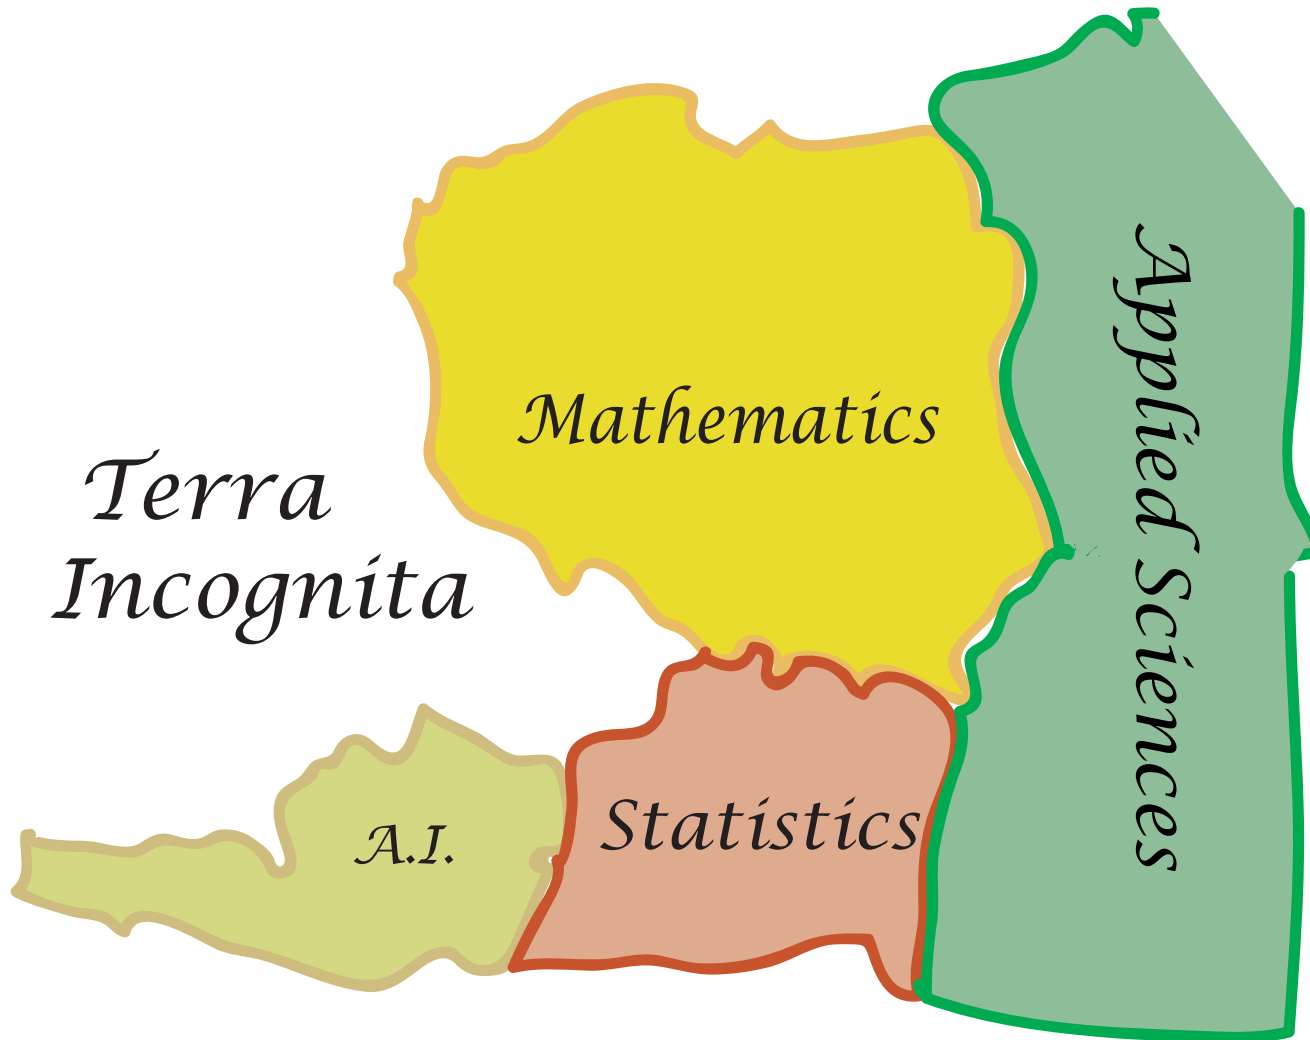 Mathematics
Applied Sciences
Terra
Incognita
A.I.
Statistics